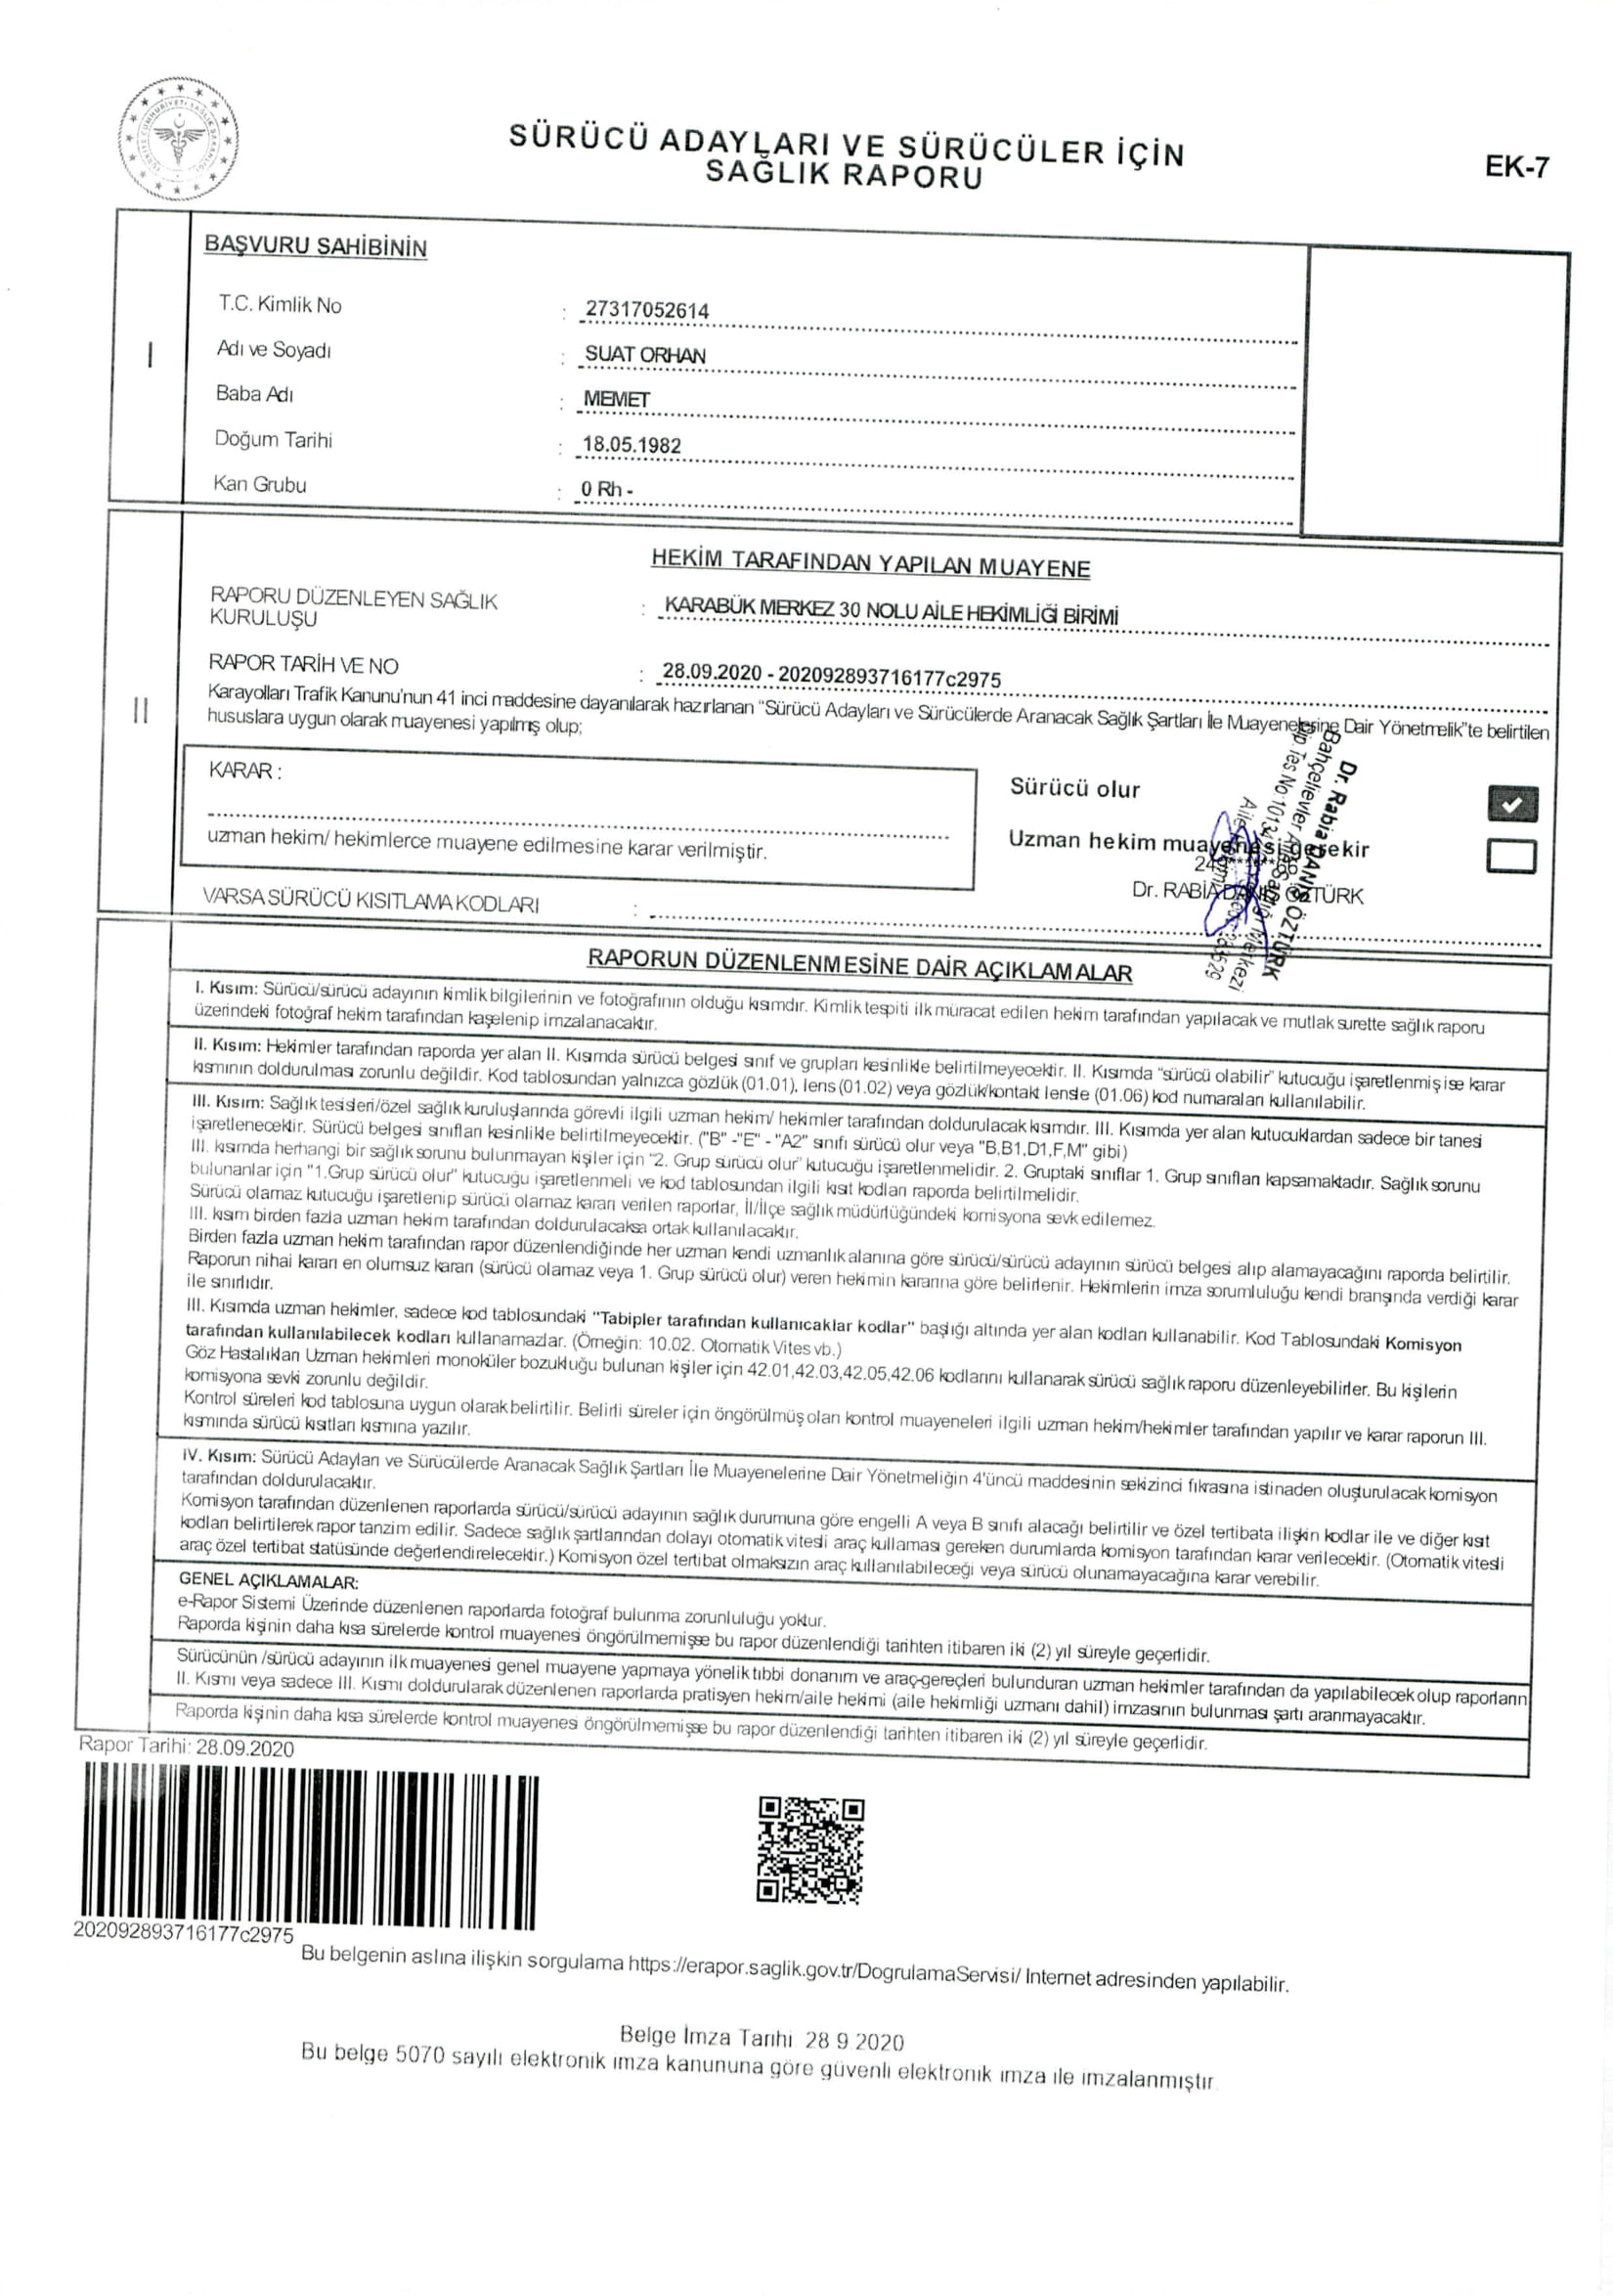 SÜRÜCÜ ADAYLARI VE SÜRÜCÜLER İÇİN
SAĞLIK RAPORU
EK-7
I
BAŞVURU SAHİBİNİN
T.C. Kimlik No : 27317052614
Adı ve Soyadı : SUAT ORHAN
Baba Adı : MEMET
Doğum Tarihi : 18.05.1982
Kan Grubu : 0 Rh -
II
HEKİM TARAFINDAN YAPILAN MUAYENE
RAPORU DÜZENLEYEN SAĞLIK
KURULUŞU : KARABÜK MERKEZ 30 NOLU AİLE HEKİMLİĞİ BİRİMİ
RAPOR TARİH VE NO : 28.09.2020 - 202092893716177c2975
Karayolları Trafik Kanunu'nun 41 inci maddesine dayanılarak hazırlanan "Sürücü Adayları ve Sürücülerde Aranacak Sağlık Şartları İle Muayenelerine Dair Yönetmelik"te belirtilen
hususlara uygun olarak muayenesi yapılmış olup;
KARAR :
uzman hekim/ hekimlerce muayene edilmesine karar verilmiştir.
Sürücü olur
Uzman hekim muayenesi gerekir
Dr. RABİA DANIŞ ÖZTÜRK
Dr. Rabia DANIŞ ÖZTÜRK
VARSA SÜRÜCÜ KISITLAMA KODLARI :
RAPORUN DÜZENLENMESİNE DAİR AÇIKLAMALAR
I. Kısım: Sürücü/sürücü adayının kimlik bilgilerinin ve fotoğrafının olduğu kısımdır. Kimlik tespiti ilk müracat edilen hekim tarafından yapılacak ve mutlak surette sağlık raporu
üzerindeki fotoğraf hekim tarafından kaşelenip imzalanacaktır.
II. Kısım: Hekimler tarafından raporda yer alan II. Kısımda sürücü belgesi sınıf ve grupları kesinlikle belirtilmeyecektir. II. Kısımda "sürücü olabilir" kutucuğu işaretlenmiş ise karar
kısmının doldurulması zorunlu değildir. Kod tablosundan yalnızca gözlük (01.01), lens (01.02) veya gözlük/kontakt lensle (01.06) kod numaraları kullanılabilir.
III. Kısım: Sağlık tesisleri/özel sağlık kuruluşlarında görevli ilgili uzman hekim/ hekimler tarafından doldurulacak kısımdır. III. Kısımda yer alan kutucuklardan sadece bir tanesi
işaretlenecektir. Sürücü belgesi sınıfları kesinlikle belirtilmeyecektir. ("B" -"E" - "A2" sınıfı sürücü olur veya "B,B1,D1,F,M" gibi)
III. kısımda herhangi bir sağlık sorunu bulunmayan kişiler için "2. Grup sürücü olur" kutucuğu işaretlenmelidir. 2. Gruptaki sınıflar 1. Grup sınıfları kapsamaktadır. Sağlık sorunu
bulunanlar için "1.Grup sürücü olur" kutucuğu işaretlenmeli ve kod tablosundan ilgili kısıt kodları raporda belirtilmelidir.
Sürücü olamaz kutucuğu işaretlenip sürücü olamaz kararı verilen raporlar, İl/İlçe sağlık müdürlüğündeki komisyona sevk edilemez.
III. kısım birden fazla uzman hekim tarafından doldurulacaksa ortak kullanılacaktır.
Birden fazla uzman hekim tarafından rapor düzenlendiğinde her uzman kendi uzmanlık alanına göre sürücü/sürücü adayının sürücü belgesi alıp alamayacağını raporda belirtilir.
Raporun nihai kararı en olumsuz kararı (sürücü olamaz veya 1. Grup sürücü olur) veren hekimin kararına göre belirlenir. Hekimlerin imza sorumluluğu kendi branşında verdiği karar
ile sınırlıdır.
III. Kısımda uzman hekimler, sadece kod tablosundaki "Tabipler tarafından kullanıcaklar kodlar" başlığı altında yer alan kodları kullanabilir. Kod Tablosundaki Komisyon
tarafından kullanılabilecek kodları kullanamazlar. (Örneğin: 10.02. Otomatik Vites vb.)
Göz Hastalıkları Uzman hekimleri monoküler bozukluğu bulunan kişiler için 42.01,42.03,42.05,42.06 kodlarını kullanarak sürücü sağlık raporu düzenleyebilirler. Bu kişilerin
komisyona sevki zorunlu değildir.
Kontrol süreleri kod tablosuna uygun olarak belirtilir. Belirli süreler için öngörülmüş olan kontrol muayeneleri ilgili uzman hekim/hekimler tarafından yapılır ve karar raporun III.
kısmında sürücü kısıtları kısmına yazılır.
IV. Kısım: Sürücü Adayları ve Sürücülerde Aranacak Sağlık Şartları İle Muayenelerine Dair Yönetmeliğin 4'üncü maddesinin sekizinci fıkrasına istinaden oluşturulacak komisyon
tarafından doldurulacaktır.
Komisyon tarafından düzenlenen raporlarda sürücü/sürücü adayının sağlık durumuna göre engelli A veya B sınıfı alacağı belirtilir ve özel tertibata ilişkin kodlar ile ve diğer kısıt
kodları belirtilerek rapor tanzim edilir. Sadece sağlık şartlarından dolayı otomatik vitesli araç kullaması gereken durumlarda komisyon tarafından karar verilecektir. (Otomatik vitesli
araç özel tertibat statüsünde değerlendirelecektir.) Komisyon özel tertibat olmaksızın araç kullanılabileceği veya sürücü olunamayacağına karar verebilir.
GENEL AÇIKLAMALAR:
e-Rapor Sistemi Üzerinde düzenlenen raporlarda fotoğraf bulunma zorunluluğu yoktur.
Raporda kişinin daha kısa sürelerde kontrol muayenesi öngörülmemişse bu rapor düzenlendiği tarihten itibaren iki (2) yıl süreyle geçerlidir.
Sürücünün /sürücü adayının ilk muayenesi genel muayene yapmaya yönelik tıbbi donanım ve araç-gereçleri bulunduran uzman hekimler tarafından da yapılabilecek olup raporların
II. Kısmı veya sadece III. Kısmı doldurularak düzenlenen raporlarda pratisyen hekim/aile hekimi (aile hekimliği uzmanı dahil) imzasının bulunması şartı aranmayacaktır.
Raporda kişinin daha kısa sürelerde kontrol muayenesi öngörülmemişse bu rapor düzenlendiği tarihten itibaren iki (2) yıl süreyle geçerlidir.
Rapor Tarihi: 28.09.2020
202092893716177c2975
Bu belgenin aslına ilişkin sorgulama https://erapor.saglik.gov.tr/DogrulamaServisi/ Internet adresinden yapılabilir.
Belge İmza Tarihi 28.9.2020
Bu belge 5070 sayılı elektronik imza kanununa göre güvenli elektronik imza ile imzalanmıştır.